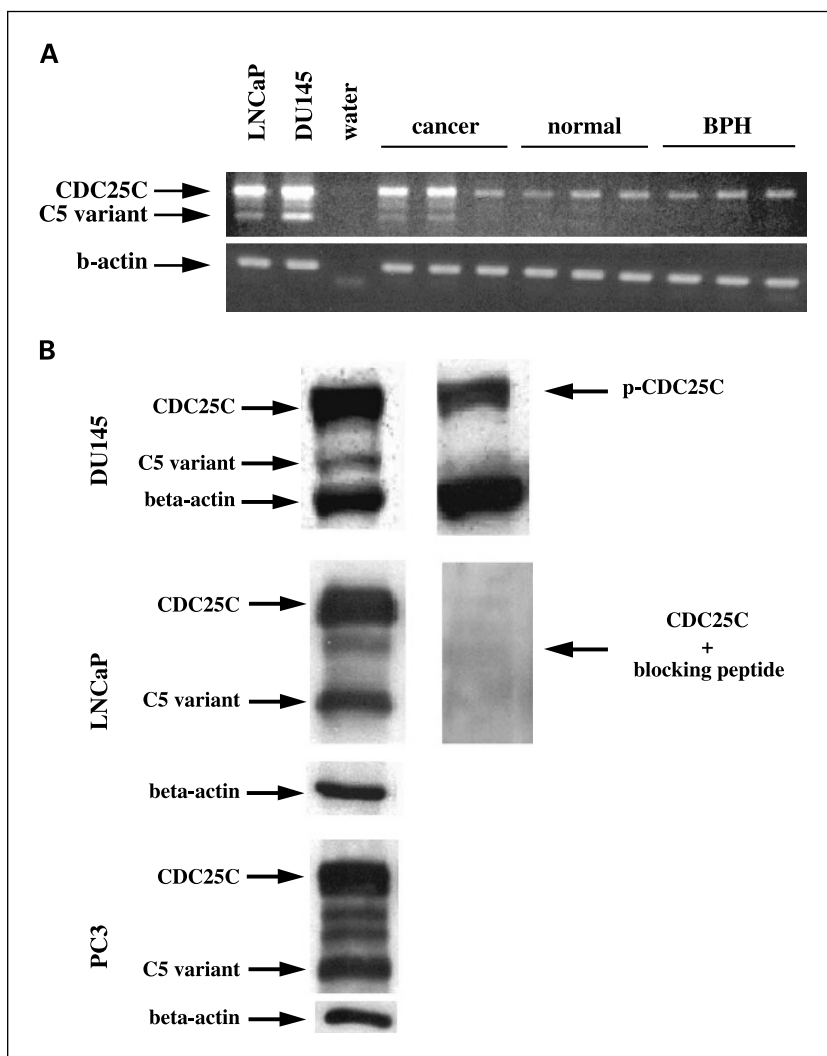 A
LNCaP
DU145
water
cancer
normal
BPH
CDC25C
C5 variant
b-actin
B
DU145
CDC25C
C5 variant
beta-actin
p-CDC25C
LNCaP
CDC25C
C5 variant
beta-actin
CDC25C
+
blocking peptide
PC3
CDC25C
C5 variant
beta-actin